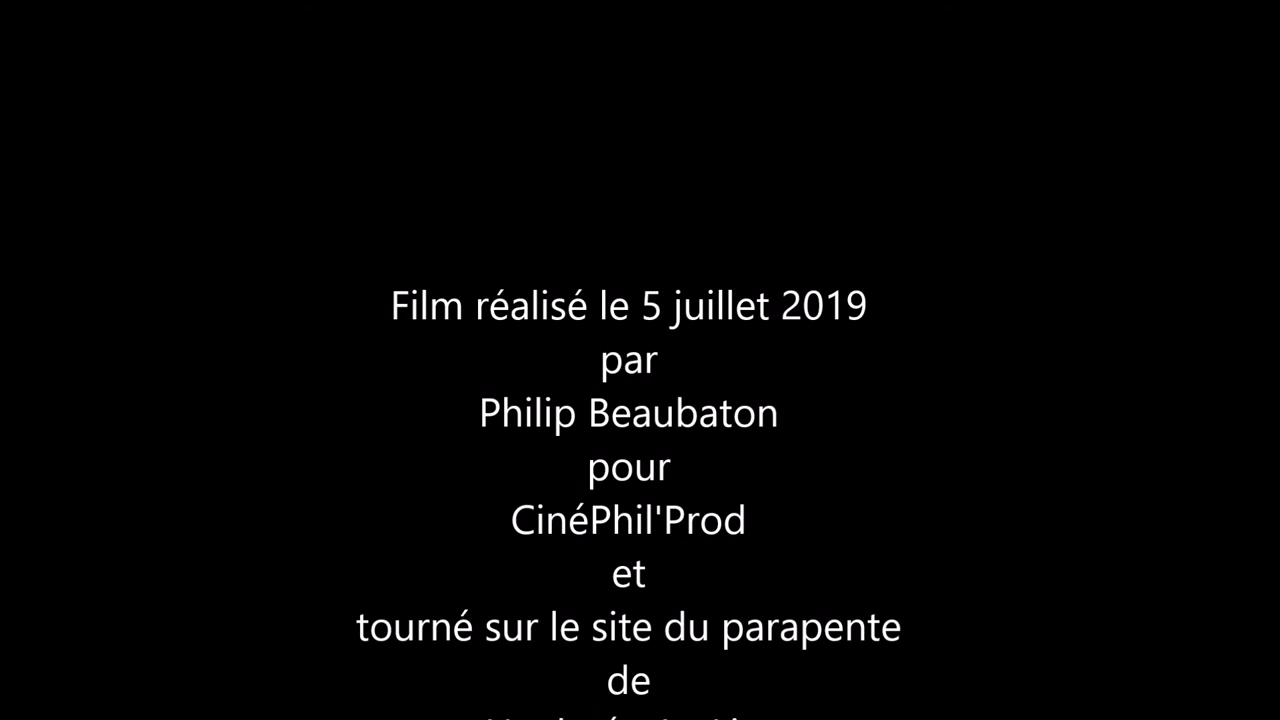 Film réalisé le 5 juillet 2019
par
Philip Beaubaton
pour
CinéPhil'Prod
et
tourné sur le site du parapente
de